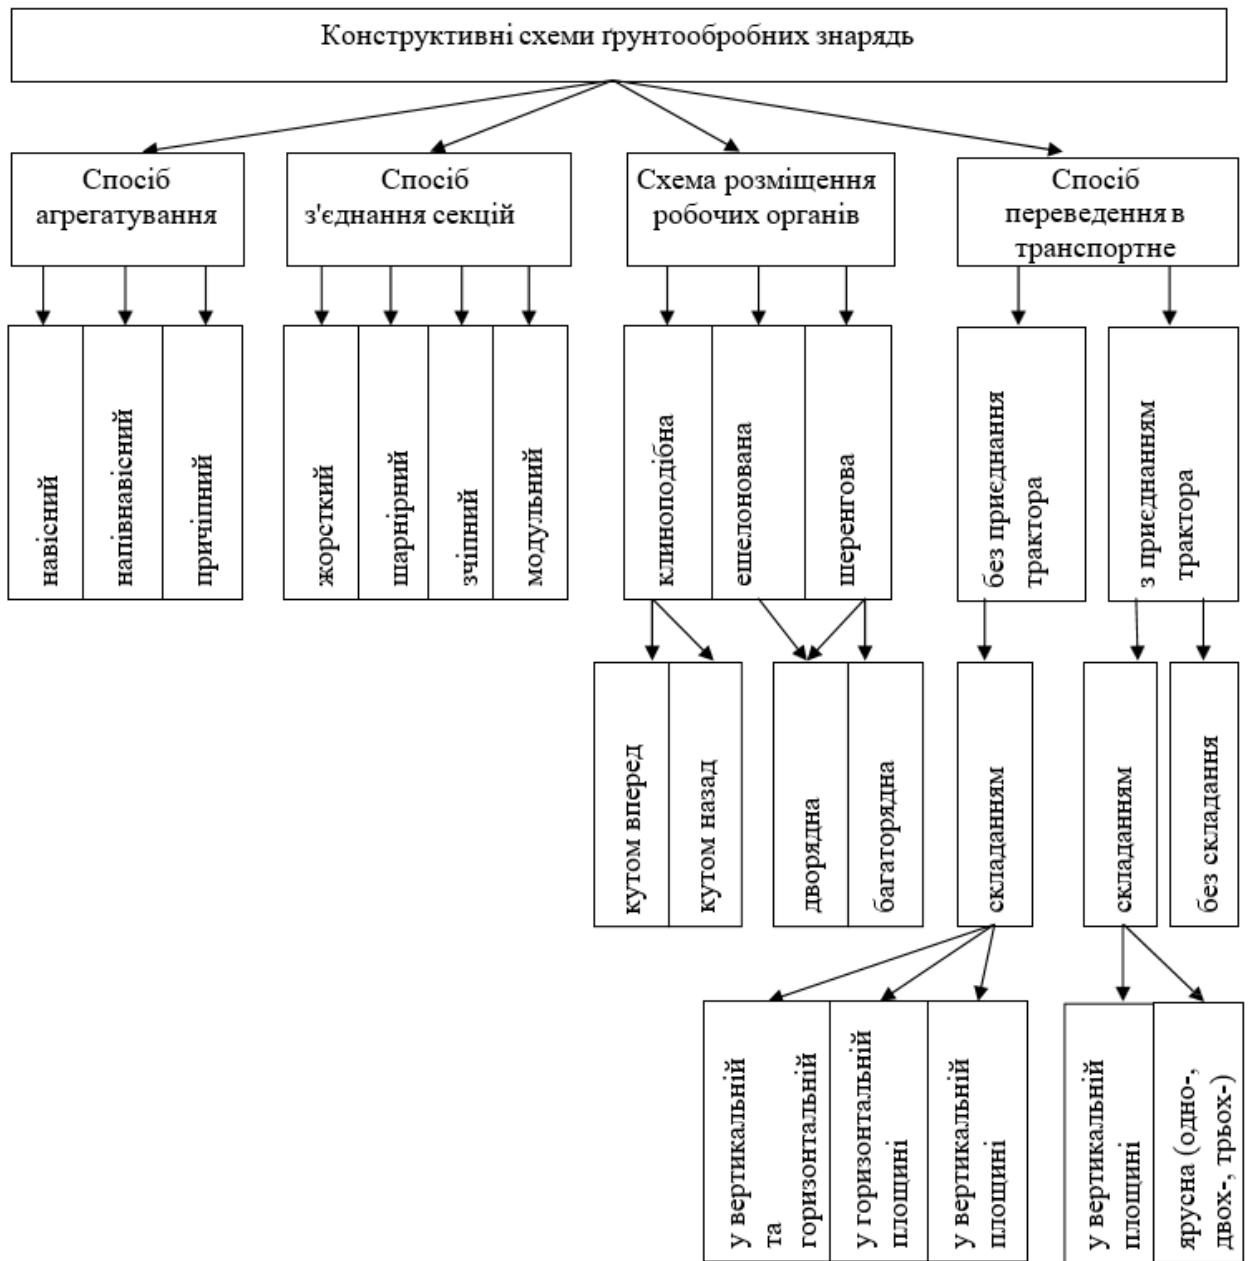 Конструктивні схеми ґрунтообробних знарядь
Спосіб
агрегатування
Спосіб
з'єднання секцій
Схема розміщення
робочих органів
Спосіб
переведення в
транспортне
навісний
напівнавісний
причіпний
жорсткий
шарнірний
зчіпний
модульний
клиноподібна
ешелонована
шеренгова
без приєднання
трактора
з приєднанням
трактора
кутом вперед
кутом назад
дворядна
багаторядна
складанням
складанням
без складання
у вертикальній
та
горизонтальній
у горизонтальній
площині
у вертикальній
площині
у вертикальній
площині
ярусна (одно-,
двох-, трьох-)